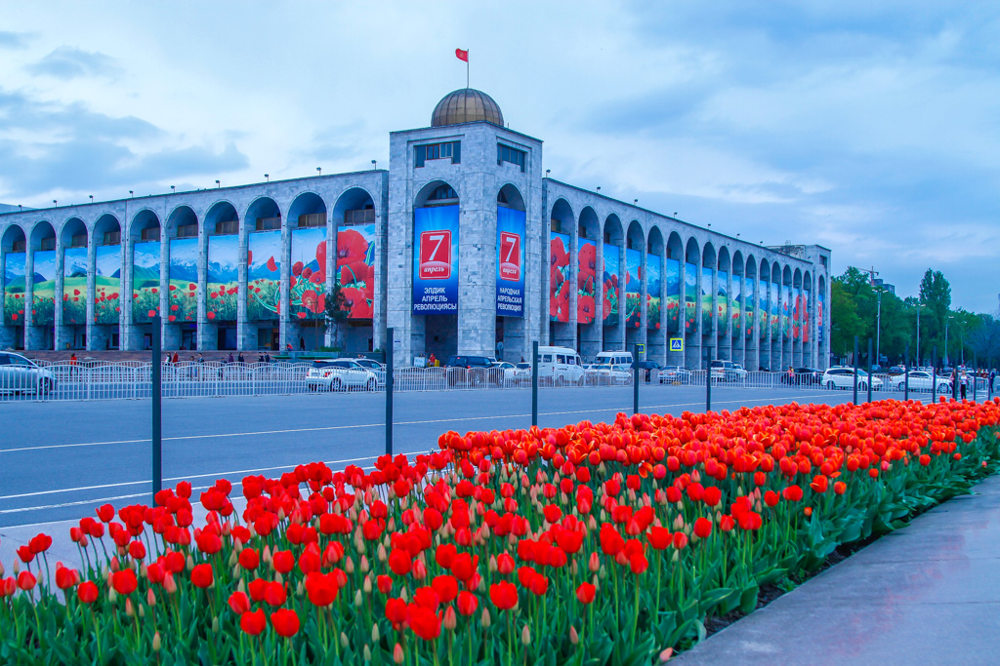 7
апрель
ЭЛДИК
АПРЕЛЬ
РЕВОЛЮЦИЯСЫ
7
апреля
НАРОДНАЯ
АПРЕЛЬСКАЯ
РЕВОЛЮЦИЯ